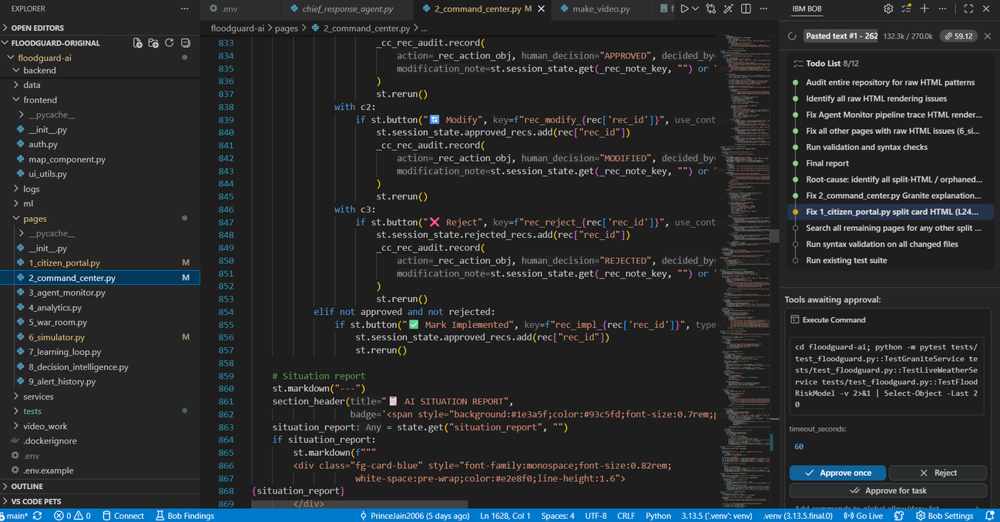 EXPLORER
OPEN EDITORS
FLOODGUARD-ORIGINAL
floodguard-ai
backend
data
frontend
__pycache__
__init__.py
auth.py
map_component.py
ui_utils.py
logs
ml
pages
__pycache__
__init__.py
1_citizen_portal.py M
2_command_center.py M
3_agent_monitor.py
4_analytics.py
5_war_room.py
6_simulator.py M
7_learning_loop.py
8_decision_intelligence.py
9_alert_history.py
services
tests
video_work
.dockerignore
.env
.env.example
OUTLINE
VS CODE PETS
.env
chief_response_agent.py
2_command_center.py M
make_video.py
floodguard-ai > pages > 2_command_center.py > ...
833 _cc_rec_audit.record(
834 action=_rec_action_obj, human_decision="APPROVED", decided_by=
835 modification_note=st.session_state.get(_rec_note_key, "") or
836 )
837 st.rerun()
838 with c2:
839 if st.button("🔄 Modify", key=f"rec_modify_{rec['rec_id']}", use_conta
840 st.session_state.approved_recs.add(rec["rec_id"])
841 _cc_rec_audit.record(
842 action=_rec_action_obj, human_decision="MODIFIED", decided_by=
843 modification_note=st.session_state.get(_rec_note_key, "") or
844 )
845 st.rerun()
846 with c3:
847 if st.button("❌ Reject", key=f"rec_reject_{rec['rec_id']}", use_conta
848 st.session_state.rejected_recs.add(rec["rec_id"])
849 _cc_rec_audit.record(
850 action=_rec_action_obj, human_decision="REJECTED", decided_by=
851 modification_note=st.session_state.get(_rec_note_key, "") or
852 )
853 st.rerun()
854 elif not approved and not rejected:
855 if st.button("✅ Mark Implemented", key=f"rec_impl_{rec['rec_id']}", type=
856 st.session_state.approved_recs.add(rec["rec_id"])
857 st.rerun()
858
859 # Situation report
860 st.markdown("---")
861 section_header(title="📋 AI SITUATION REPORT",
862 badge='<span style="background:#1e3a5f;color:#93c5fd;font-size:0.7rem;p
863 situation_report: Any = state.get("situation_report", "")
864 if situation_report:
865 st.markdown(f"""
866 <div class="fg-card-blue" style="font-family:monospace;font-size:0.82rem;
867 white-space:pre-wrap;color:#e2e8f0;line-height:1.6">
868 {situation_report}
869 </div>
IBM BOB
Pasted text #1 - 262 132.3k / 270.0k 59.12
Todo List 8/12
Audit entire repository for raw HTML patterns
Identify all raw HTML rendering issues
Fix Agent Monitor pipeline trace HTML render...
Fix all other pages with raw HTML issues (6_si...
Run validation and syntax checks
Final report
Root-cause: identify all split-HTML / orphaned...
Fix 2_command_center.py Granite explanation...
Fix 1_citizen_portal.py split card HTML (L24...
Search all remaining pages for any other split ...
Run syntax validation on all changed files
Run existing test suite
Tools awaiting approval:
Execute Command
cd floodguard-ai; python -m pytest tests/
test_floodguard.py::TestGraniteService te
sts/test_floodguard.py::TestLiveWeatherSe
rvice tests/test_floodguard.py::TestFlood
RiskModel -v 2>&1 | Select-Object -Last 2
0
timeout_seconds:
60
Approve once
Reject
Approve for task
Add commands to global allow/deny list
main* 0 0 Connect Bob Findings PrinceJain2006 (5 days ago) Ln 1628, Col 1 Spaces: 4 UTF-8 CRLF Python 3.13.5 ('.venv': venv) .venv (3.13.5.final.0) Go Live Bob Settings